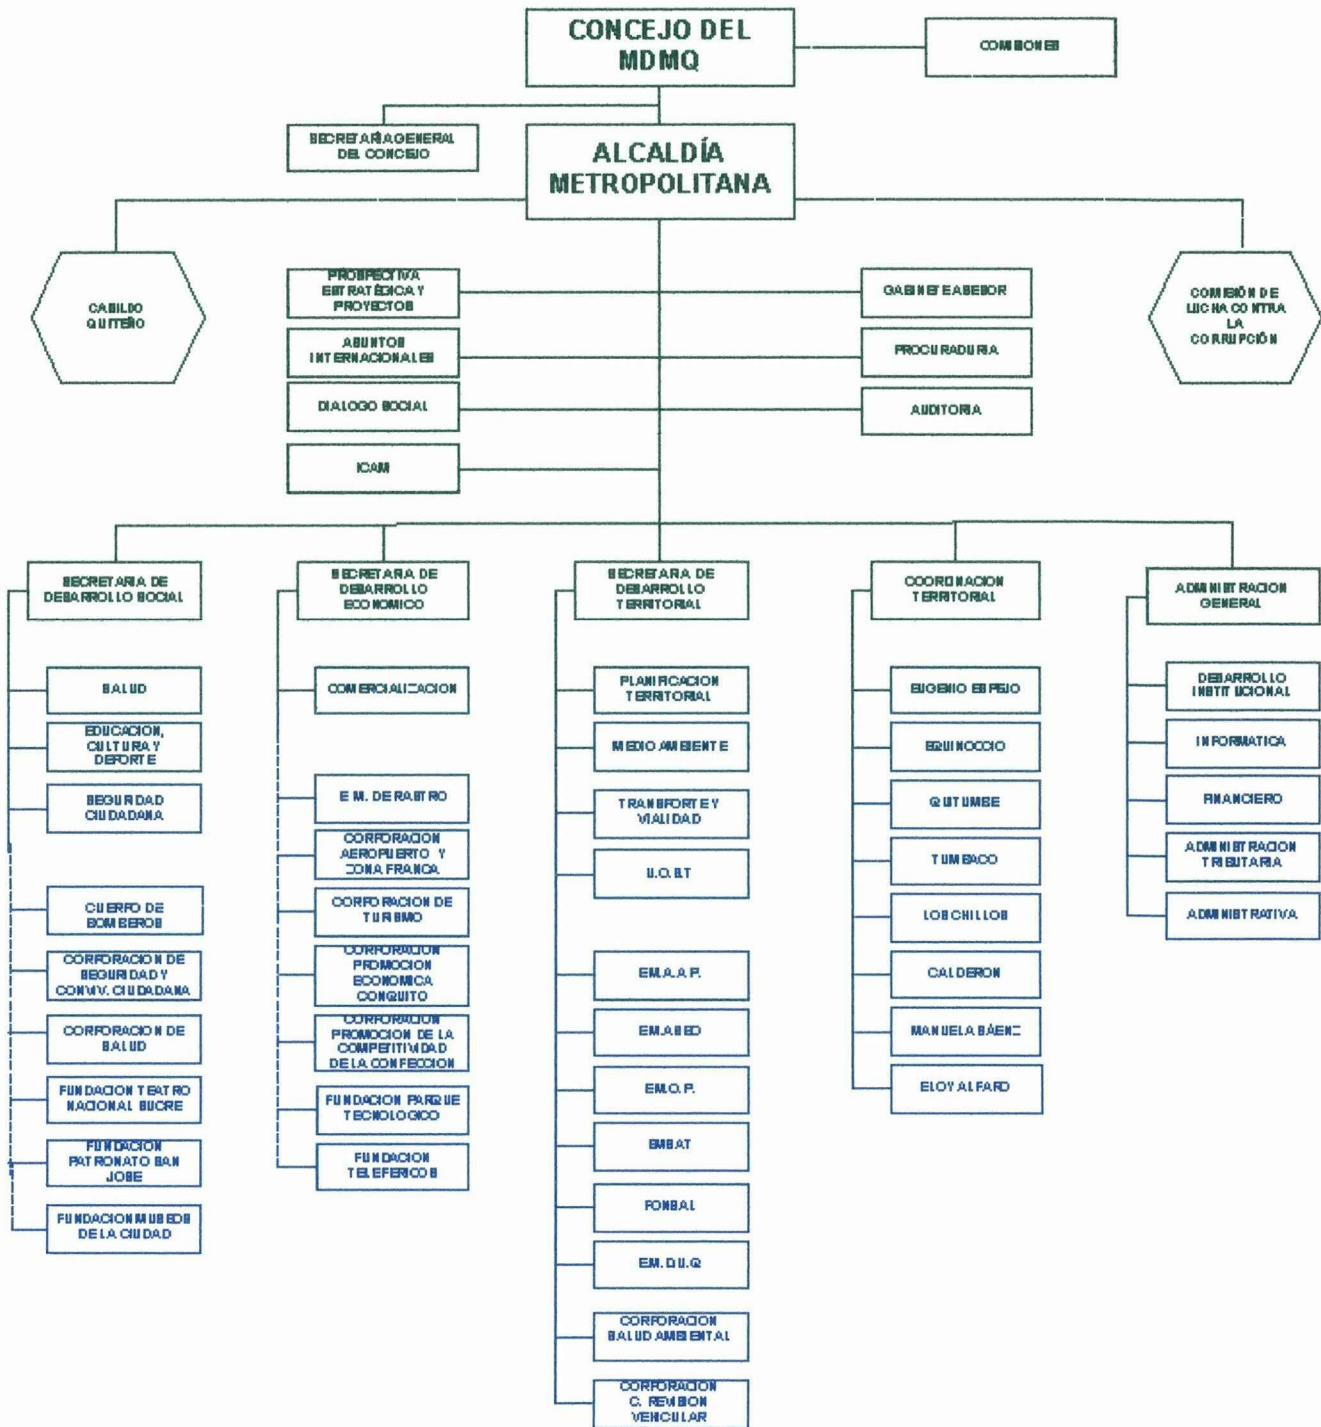 CONCEJO DEL
MDMQ
COMISIONES
SECRETARÍA GENERAL
DEL CONCEJO
ALCALDÍA
METROPOLITANA
CABILDO
QUITEÑO
PROSPECTIVA
ESTRATÉGICA Y
PROYECTOS
GABINETE ASESOR
COMISIÓN DE
LUCHA CONTRA
LA
CORRUPCIÓN
ASUNTOS
INTERNACIONALES
PROCURADURIA
DIALOGO SOCIAL
AUDITORIA
ICAM
SECRETARIA DE
DESARROLLO SOCIAL
SALUD
EDUCACION,
CULTURA Y
DEPORTE
SEGURIDAD
CIUDADANA
CUERPO DE
BOMBEROS
CORPORACION DE
SEGURIDAD Y
CONVIV. CIUDADANA
CORPORACION DE
SALUD
FUNDACION TEATRO
NACIONAL SUCRE
FUNDACION
PATRONATO SAN
JOSE
FUNDACION MUSEOS
DE LA CIUDAD
SECRETARIA DE
DESARROLLO
ECONOMICO
COMERCIALIZACION
E.M. DE RASTRO
CORPORACION
AEROPUERTO Y
ZONA FRANCA
CORPORACION DE
TURISMO
CORPORACION
PROMOCION
ECONOMICA
CONQUITO
CORPORACION
PROMOCION DE LA
COMPETITIVIDAD
DE LA CONFECCION
FUNDACION PARQUE
TECNOLOGICO
FUNDACION
TELEFERICOS
SECRETARIA DE
DESARROLLO
TERRITORIAL
PLANIFICACION
TERRITORIAL
MEDIO AMBIENTE
TRANSPORTE Y
VIALIDAD
U.O.S.T
EM.A.A.P.
EM.ASEO
EM.O.P.
EMSAT
FONSAL
EM.DU.Q
CORPORACION
SALUD AMBIENTAL
CORPORACION
C. REVISION
VEHICULAR
COORDINACION
TERRITORIAL
EUGENIO ESPEJO
EQUINOCCIO
QUITUMBE
TUMBACO
LOS CHILLOS
CALDERON
MANUELA SÁENZ
ELOY ALFARO
ADMINISTRACION
GENERAL
DESARROLLO
INSTITUCIONAL
INFORMATICA
FINANCIERO
ADMINISTRACION
TRIBUTARIA
ADMINISTRATIVA